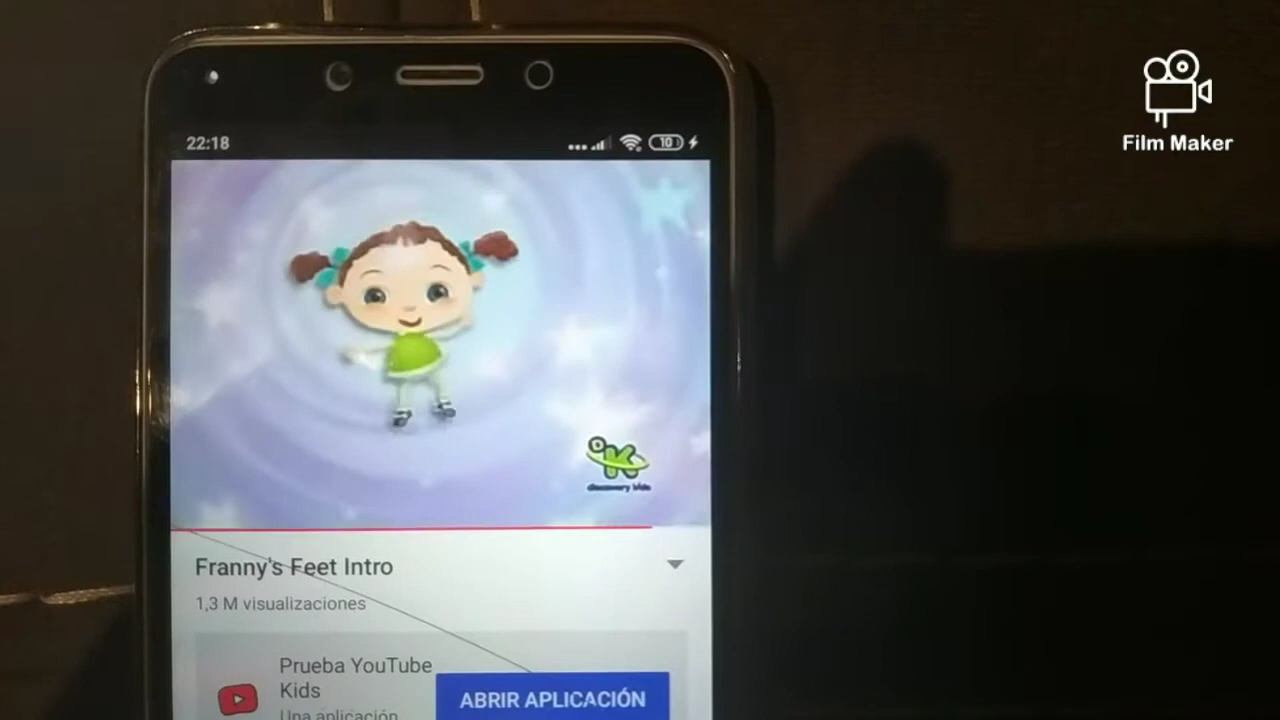 22:18
10
Film Maker
discovery kids
Franny's Feet Intro
1,3 M visualizaciones
Prueba YouTube
Kids
ABRIR APLICACIÓN
Una aplicación